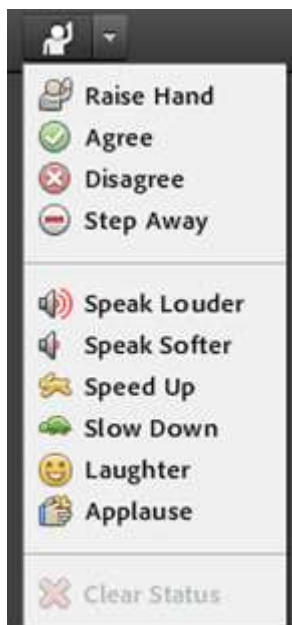 Raise Hand
Agree
Disagree
Step Away
Speak Louder
Speak Softer
Speed Up
Slow Down
Laughter
Applause
Clear Status